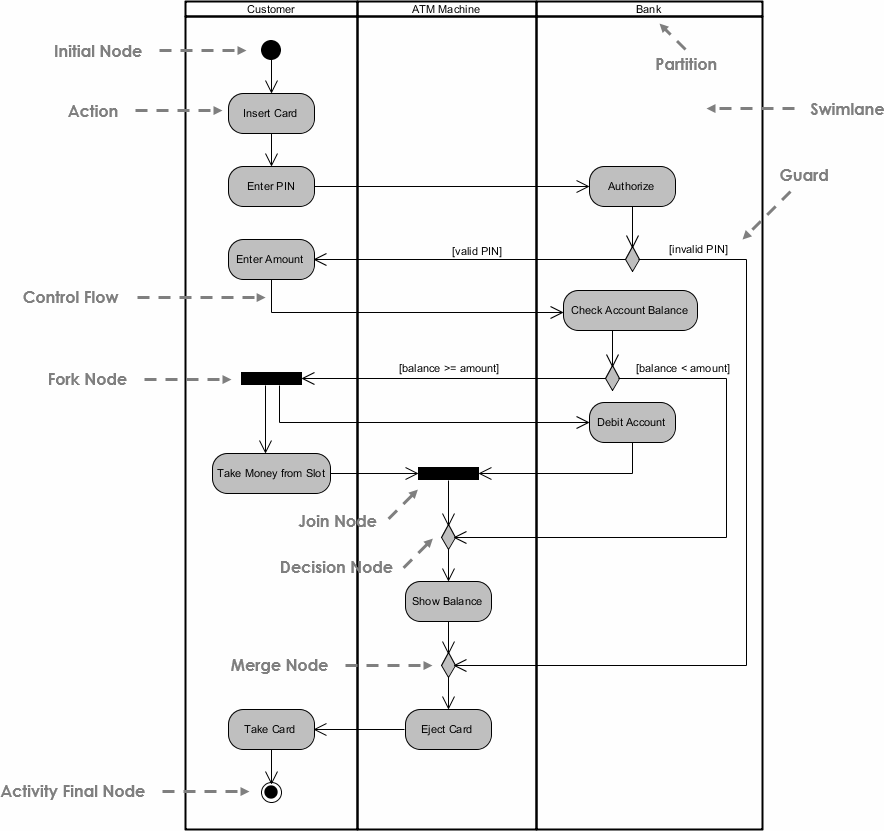 Customer
ATM Machine
Bank
Initial Node
Partition
Action
Insert Card
Swimlane
Enter PIN
Authorize
Guard
[valid PIN]
[invalid PIN]
Enter Amount
Control Flow
Check Account Balance
[balance >= amount]
[balance < amount]
Fork Node
Debit Account
Take Money from Slot
Join Node
Decision Node
Show Balance
Merge Node
Take Card
Eject Card
Activity Final Node